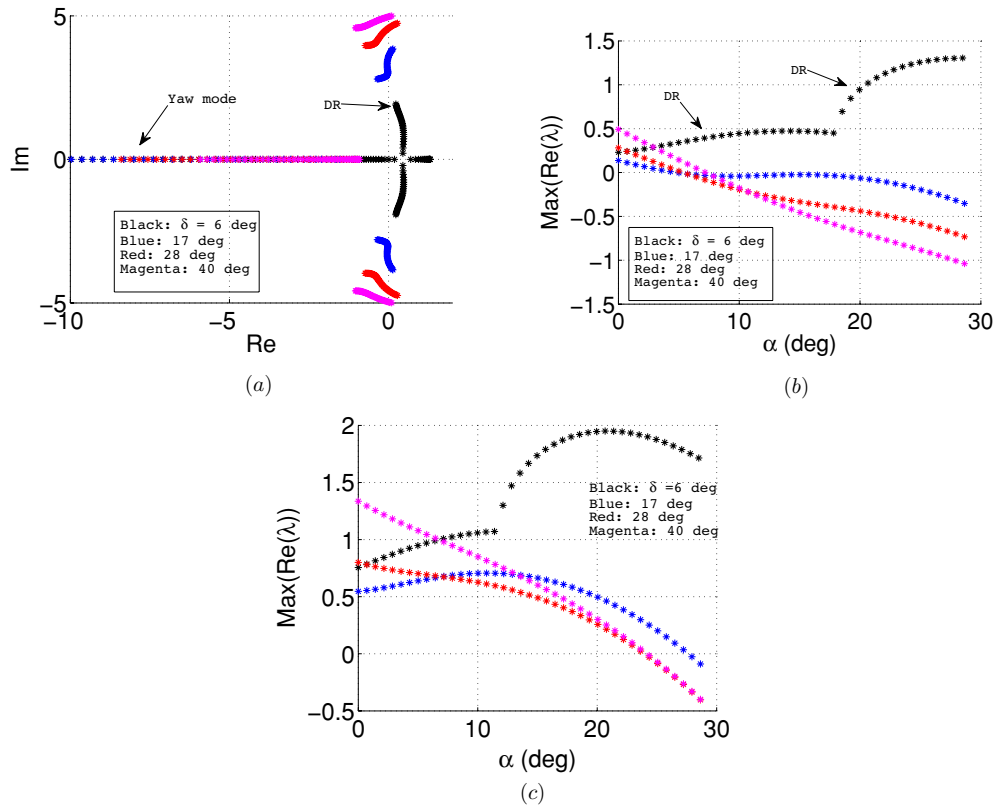 5
0
−5
−10
−5
0
Im
Re
Yaw mode
DR
Black: δ = 6 deg
Blue: 17 deg
Red: 28 deg
Magenta: 40 deg
(a)
1.5
1
0.5
0
−0.5
−1
−1.5
0
10
20
30
Max(Re(λ))
α (deg)
DR
DR
Black: δ = 6 deg
Blue: 17 deg
Red: 28 deg
Magenta: 40 deg
(b)
2
1.5
1
0.5
0
−0.5
0
10
20
30
Max(Re(λ))
α (deg)
Black: δ =6 deg
Blue: 17 deg
Red: 28 deg
Magenta: 40 deg
(c)